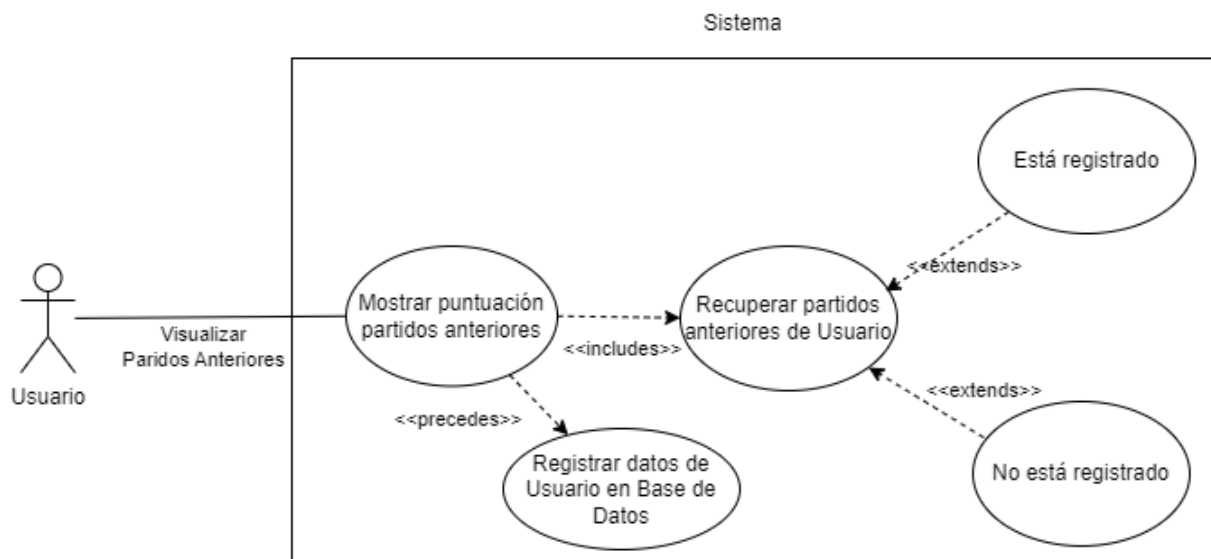 Sistema
Está registrado
<<extends>>
Mostrar puntuación
partidos anteriores
Recuperar partidos
anteriores de Usuario
Visualizar
Paridos Anteriores
<<includes>>
Usuario
<<extends>>
<<precedes>>
Registrar datos de
Usuario en Base de
Datos
No está registrado